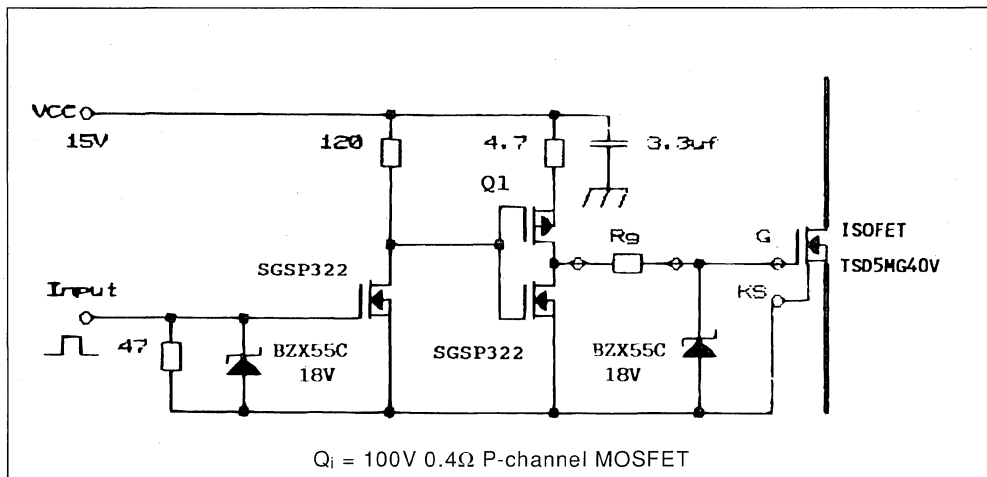 VCC
15V
120
4.7
3.3uf
Q1
Rg
G
ISOFET
TSD5MG40V
KS
SGSP322
Input
47
BZX55C
18V
SGSP322
BZX55C
18V
Qi = 100V 0.4Ω P-channel MOSFET